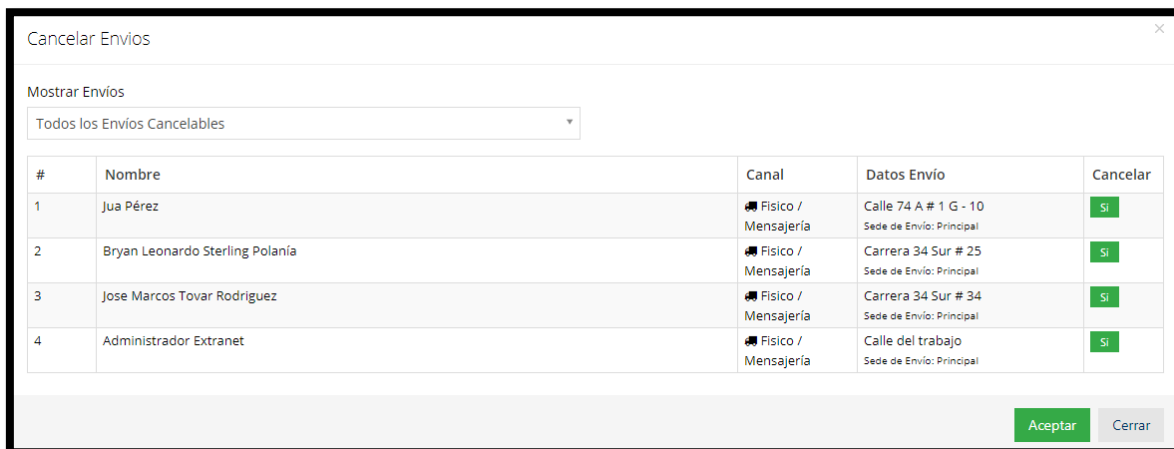 Cancelar Envios
×
Mostrar Envíos
Todos los Envíos Cancelables
# Nombre Canal Datos Envío Cancelar
1 Jua Pérez Fisico / Calle 74 A # 1 G - 10 Si
Mensajería Sede de Envío: Principal
2 Bryan Leonardo Sterling Polanía Fisico / Carrera 34 Sur # 25 Si
Mensajería Sede de Envío: Principal
3 Jose Marcos Tovar Rodriguez Fisico / Carrera 34 Sur # 34 Si
Mensajería Sede de Envío: Principal
4 Administrador Extranet Fisico / Calle del trabajo Si
Mensajería Sede de Envío: Principal
Aceptar Cerrar